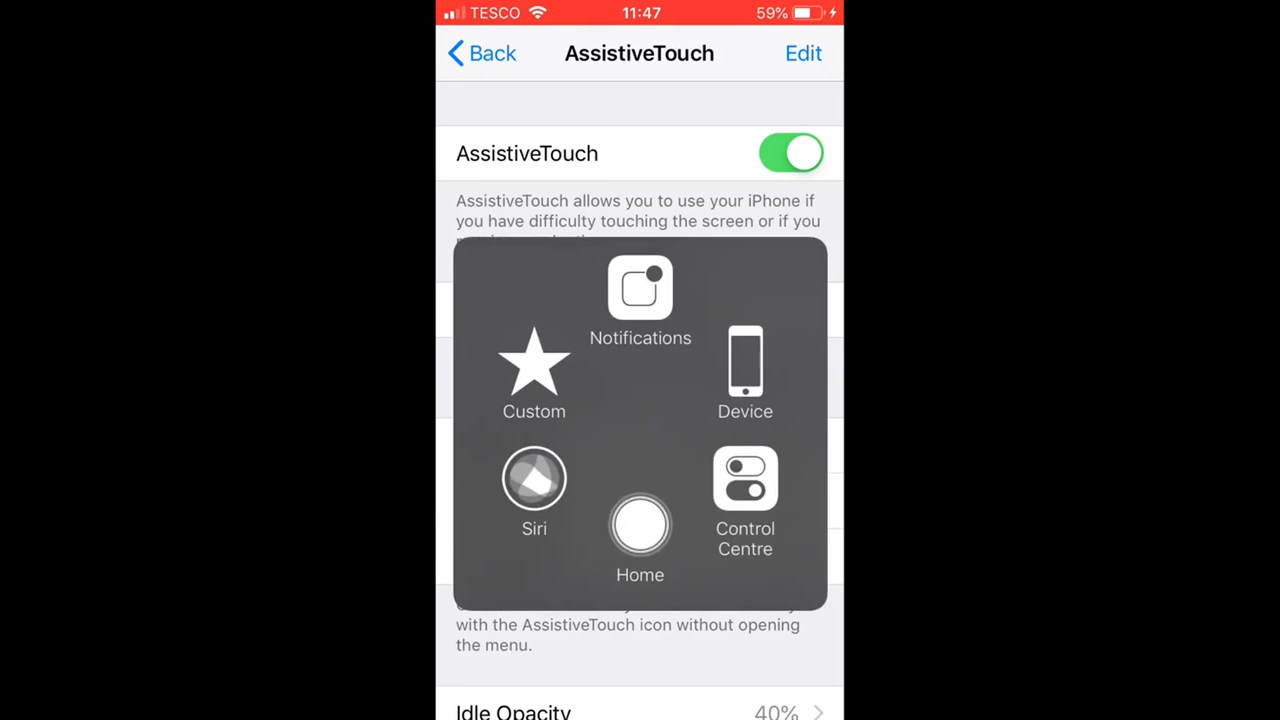 TESCO 11:47 59%
Back AssistiveTouch Edit
AssistiveTouch
AssistiveTouch allows you to use your iPhone if
you have difficulty touching the screen or if you
Notifications
Custom
Device
Siri
Control
Centre
Home
with the AssistiveTouch icon without opening
the menu.
Idle Opacity 40%